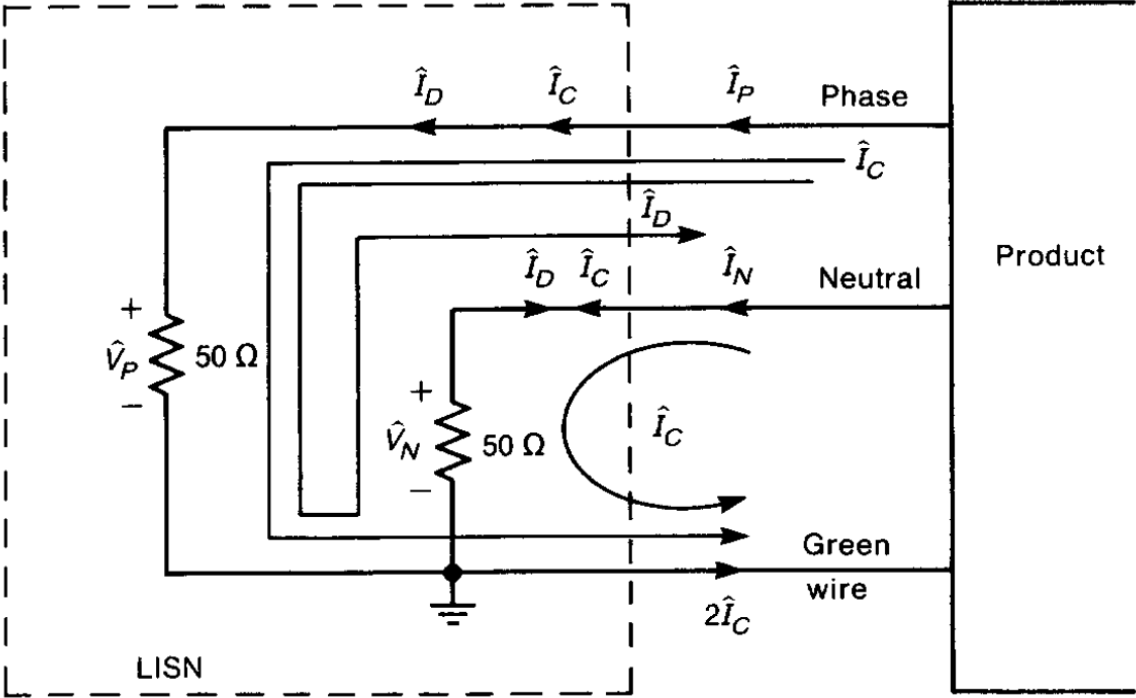 Î_D Î_C Î_P Phase
Î_C
Î_D
Î_D Î_C Î_N Neutral
Product
+
V̂_P 50 Ω
−
+
V̂_N 50 Ω
−
Î_C
Green
wire
2Î_C
LISN